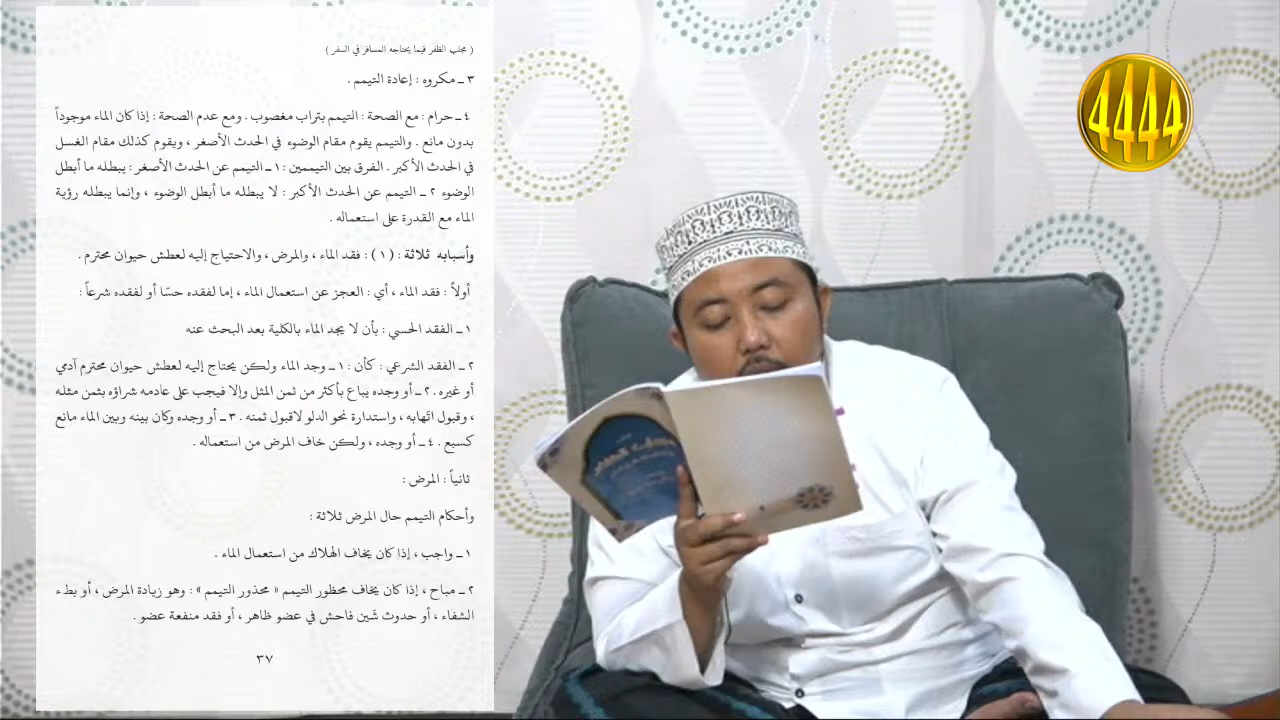 ( مجلب الظفر فيما يحتاجه المسافر في السفر )
٣ ـ مكروه : إعادة التيمم .
٤ ـ حرام : مع الصحة : التيمم بتراب مغصوب . ومع عدم الصحة : إذا كان الماء موجوداً
بدون مانع . والتيمم يقوم مقام الوضوء في الحدث الأصغر ، ويقوم كذلك مقام الغسل
في الحدث الأكبر . الفرق بين التيممين : ١ ـ التيمم عن الحدث الأصغر : يبطله ما أبطل
الوضوء ٢ ـ التيمم عن الحدث الأكبر : لا يبطله ما أبطل الوضوء ، وإنما يبطله رؤية
الماء مع القدرة على استعماله .
وأسبابه ثلاثة : (١) : فقد الماء ، والمرض ، والاحتياج إليه لعطش حيوان محترم .
أولاً : فقد الماء ، أي : العجز عن استعمال الماء ، إما لفقده حسًا أو لفقده شرعاً :
١ ـ الفقد الحسي : بأن لا يجد الماء بالكلية بعد البحث عنه
٢ ـ الفقد الشرعي : كأن : ١ ـ وجد الماء ولكن يحتاج إليه لعطش حيوان محترم آدمي
أو غيره . ٢ ـ أو وجده يباع بأكثر من ثمن المثل وإلا فيجب على عادمه شراؤه بثمن مثله
، وقبول اتّهابه ، واستدارة نحو الدلو لاقبول ثمنه . ٣ ـ أو وجده وكان بينه وبين الماء مانع
كسبع . ٤ ـ أو وجده ، ولكن خاف المرض من استعماله .
ثانياً : المرض :
وأحكام التيمم حال المرض ثلاثة :
١ ـ واجب ، إذا كان يخاف الهلاك من استعمال الماء .
٢ ـ مباح ، إذا كان يخاف محظور التيمم « محذور التيمم » : وهو زيادة المرض ، أو بطء
الشفاء ، أو حدوث شَين فاحش في عضو ظاهر ، أو فقد منفعة عضو .
٣٧
4444